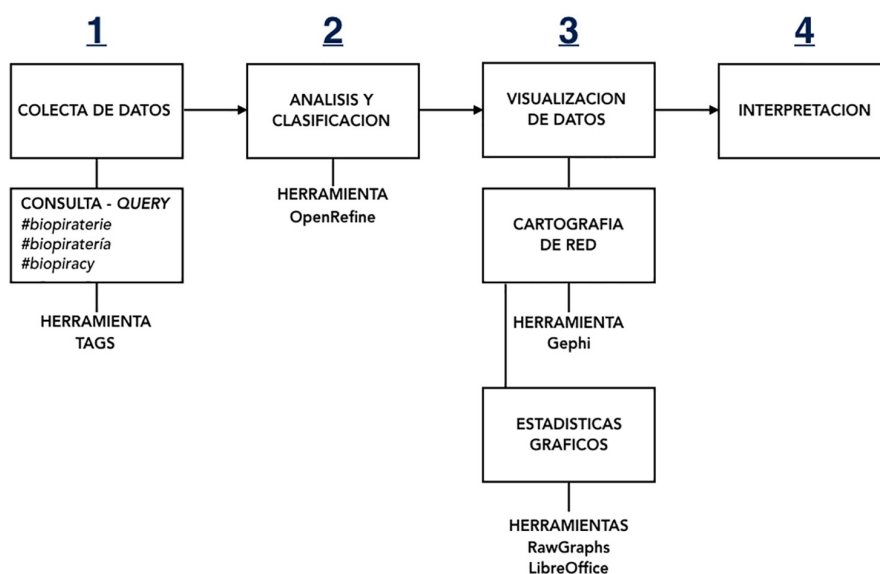 1
COLECTA DE DATOS
CONSULTA - QUERY
#biopiraterie
#biopiratería
#biopiracy
HERRAMIENTA
TAGS
2
ANALISIS Y
CLASIFICACION
HERRAMIENTA
OpenRefine
3
VISUALIZACION
DE DATOS
CARTOGRAFIA
DE RED
HERRAMIENTA
Gephi
ESTADISTICAS
GRAFICOS
HERRAMIENTAS
RawGraphs
LibreOffice
4
INTERPRETACION